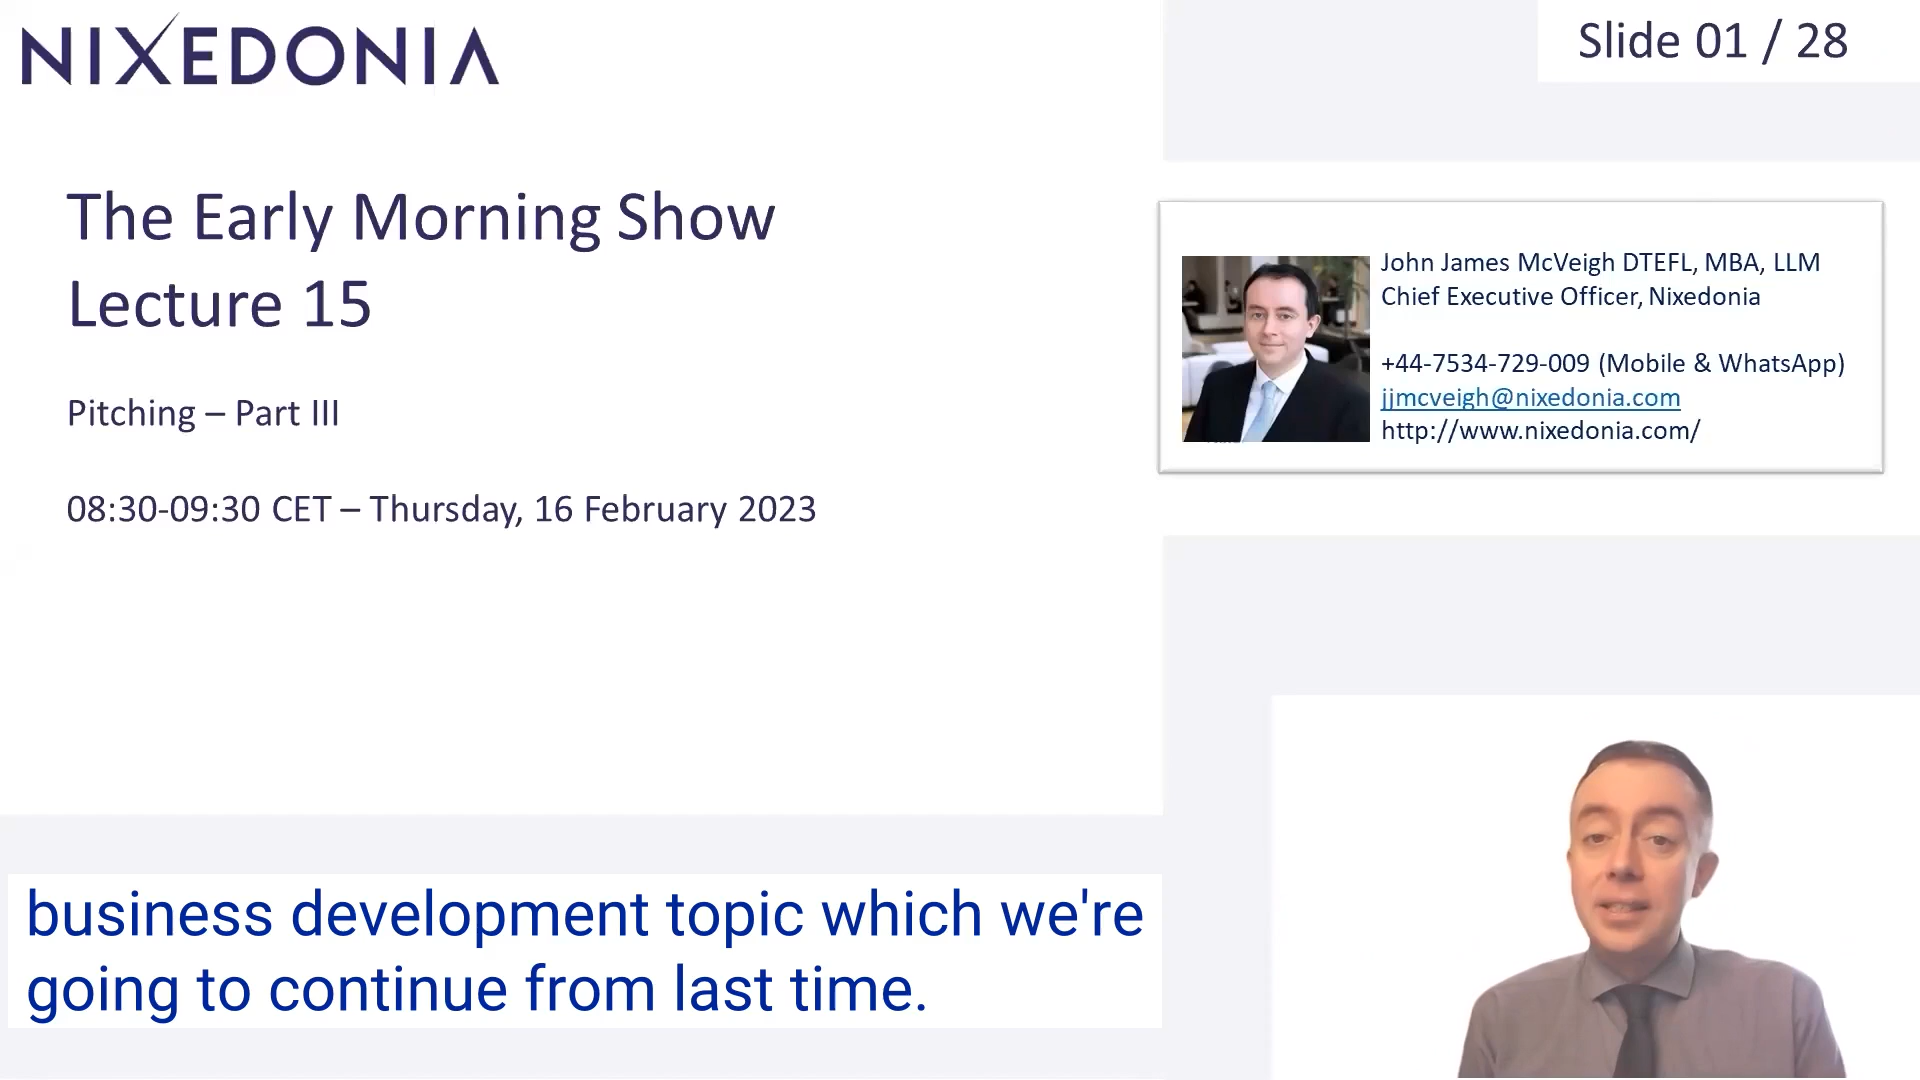 NIXEDONIA
Slide 01 / 28
The Early Morning Show
Lecture 15
Pitching – Part III
08:30-09:30 CET – Thursday, 16 February 2023
John James McVeigh DTEFL, MBA, LLM
Chief Executive Officer, Nixedonia
+44-7534-729-009 (Mobile & WhatsApp)
jjmcveigh@nixedonia.com
http://www.nixedonia.com/
business development topic which we're
going to continue from last time.